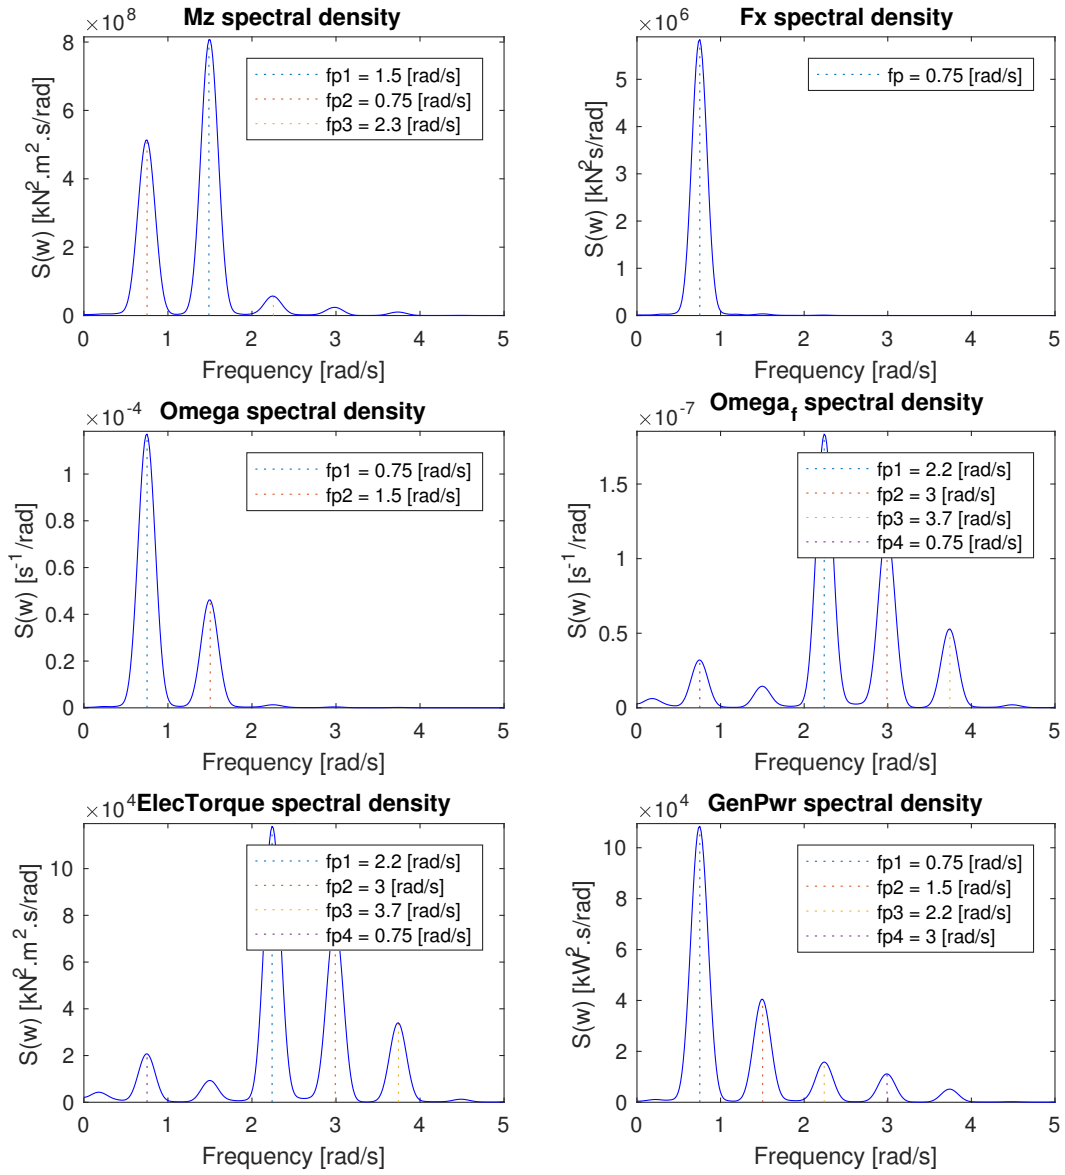 ×10^8
Mz spectral density
S(w) [kN^2.m^2.s/rad]
8
6
4
2
0
fp1 = 1.5 [rad/s]
fp2 = 0.75 [rad/s]
fp3 = 2.3 [rad/s]
0 1 2 3 4 5
Frequency [rad/s]
×10^6
Fx spectral density
S(w) [kN^2s/rad]
5
4
3
2
1
0
fp = 0.75 [rad/s]
0 1 2 3 4 5
Frequency [rad/s]
×10^-4
Omega spectral density
S(w) [s^-1/rad]
1
0.8
0.6
0.4
0.2
0
fp1 = 0.75 [rad/s]
fp2 = 1.5 [rad/s]
0 1 2 3 4 5
Frequency [rad/s]
×10^-7
Omega_f spectral density
S(w) [s^-1/rad]
1.5
1
0.5
0
fp1 = 2.2 [rad/s]
fp2 = 3 [rad/s]
fp3 = 3.7 [rad/s]
fp4 = 0.75 [rad/s]
0 1 2 3 4 5
Frequency [rad/s]
×10^4
ElecTorque spectral density
S(w) [kN^2.m^2.s/rad]
10
8
6
4
2
0
fp1 = 2.2 [rad/s]
fp2 = 3 [rad/s]
fp3 = 3.7 [rad/s]
fp4 = 0.75 [rad/s]
0 1 2 3 4 5
Frequency [rad/s]
×10^4
GenPwr spectral density
S(w) [kW^2.s/rad]
10
8
6
4
2
0
fp1 = 0.75 [rad/s]
fp2 = 1.5 [rad/s]
fp3 = 2.2 [rad/s]
fp4 = 3 [rad/s]
0 1 2 3 4 5
Frequency [rad/s]